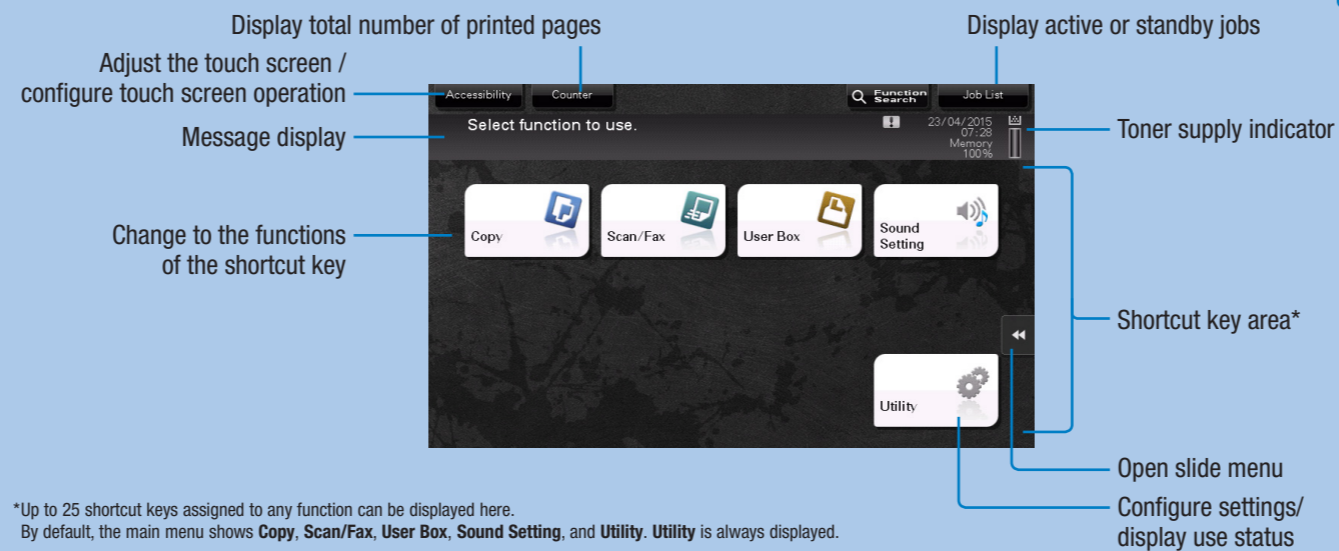 Display total number of printed pages
Display active or standby jobs
Adjust the touch screen /
configure touch screen operation
Accessibility
Counter
Function
Search
Job List
Message display
Select function to use.
23/04/2015
07:28
Memory
100%
Toner supply indicator
Change to the functions
of the shortcut key
Copy
Scan/Fax
User Box
Sound
Setting
Shortcut key area*
Utility
Open slide menu
Configure settings/
display use status
*Up to 25 shortcut keys assigned to any function can be displayed here.
By default, the main menu shows Copy, Scan/Fax, User Box, Sound Setting, and Utility. Utility is always displayed.